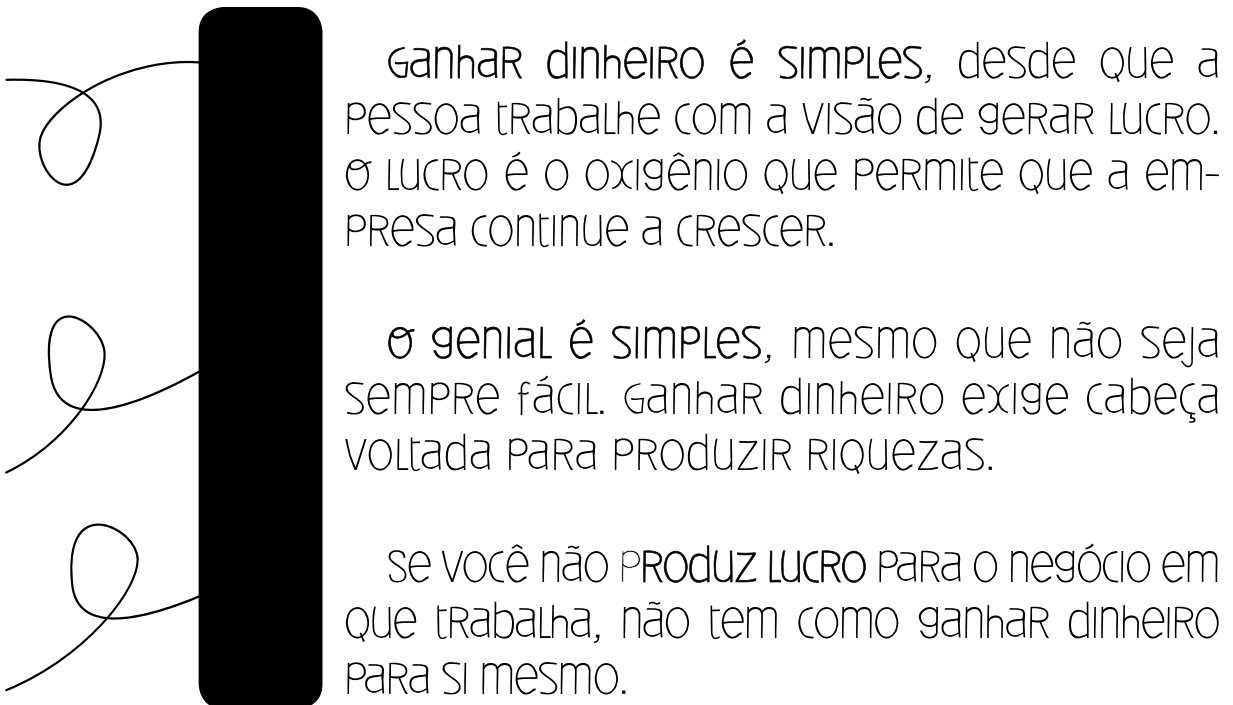 Ganhar dinheiro é simples, desde que a
pessoa trabalhe com a visão de gerar lucro.
O lucro é o oxigênio que permite que a em-
presa continue a crescer.
O genial é simples, mesmo que não seja
sempre fácil. Ganhar dinheiro exige cabeça
voltada para produzir riquezas.
Se você não produz lucro para o negócio em
que trabalha, não tem como ganhar dinheiro
para si mesmo.